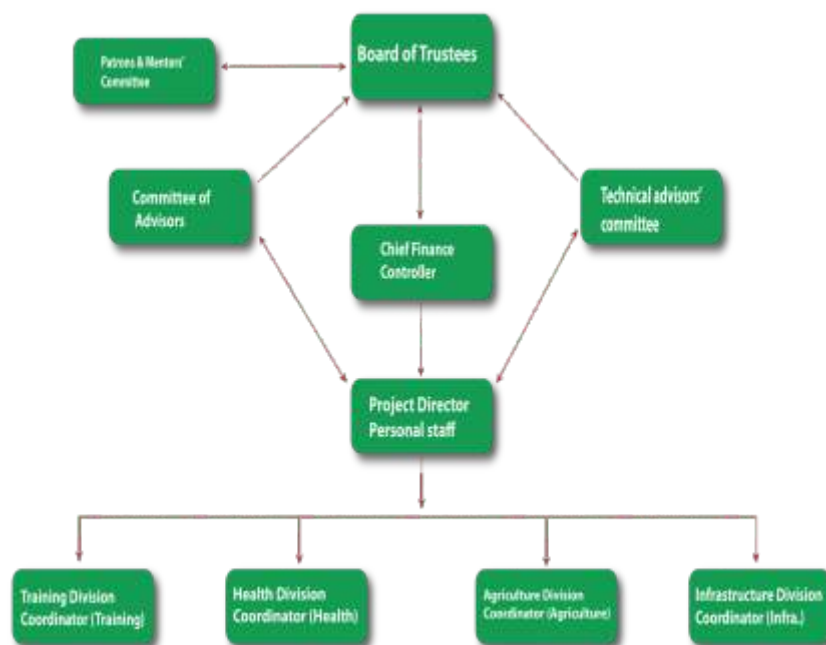 Board of Trustees
Patrons & Mentors'
Committee
Committee of
Advisors
Technical advisors'
committee
Chief Finance
Controller
Project Director
Personal staff
Training Division
Coordinator (Training)
Health Division
Coordinator (Health)
Agriculture Division
Coordinator (Agriculture)
Infrastructure Division
Coordinator (Infra.)